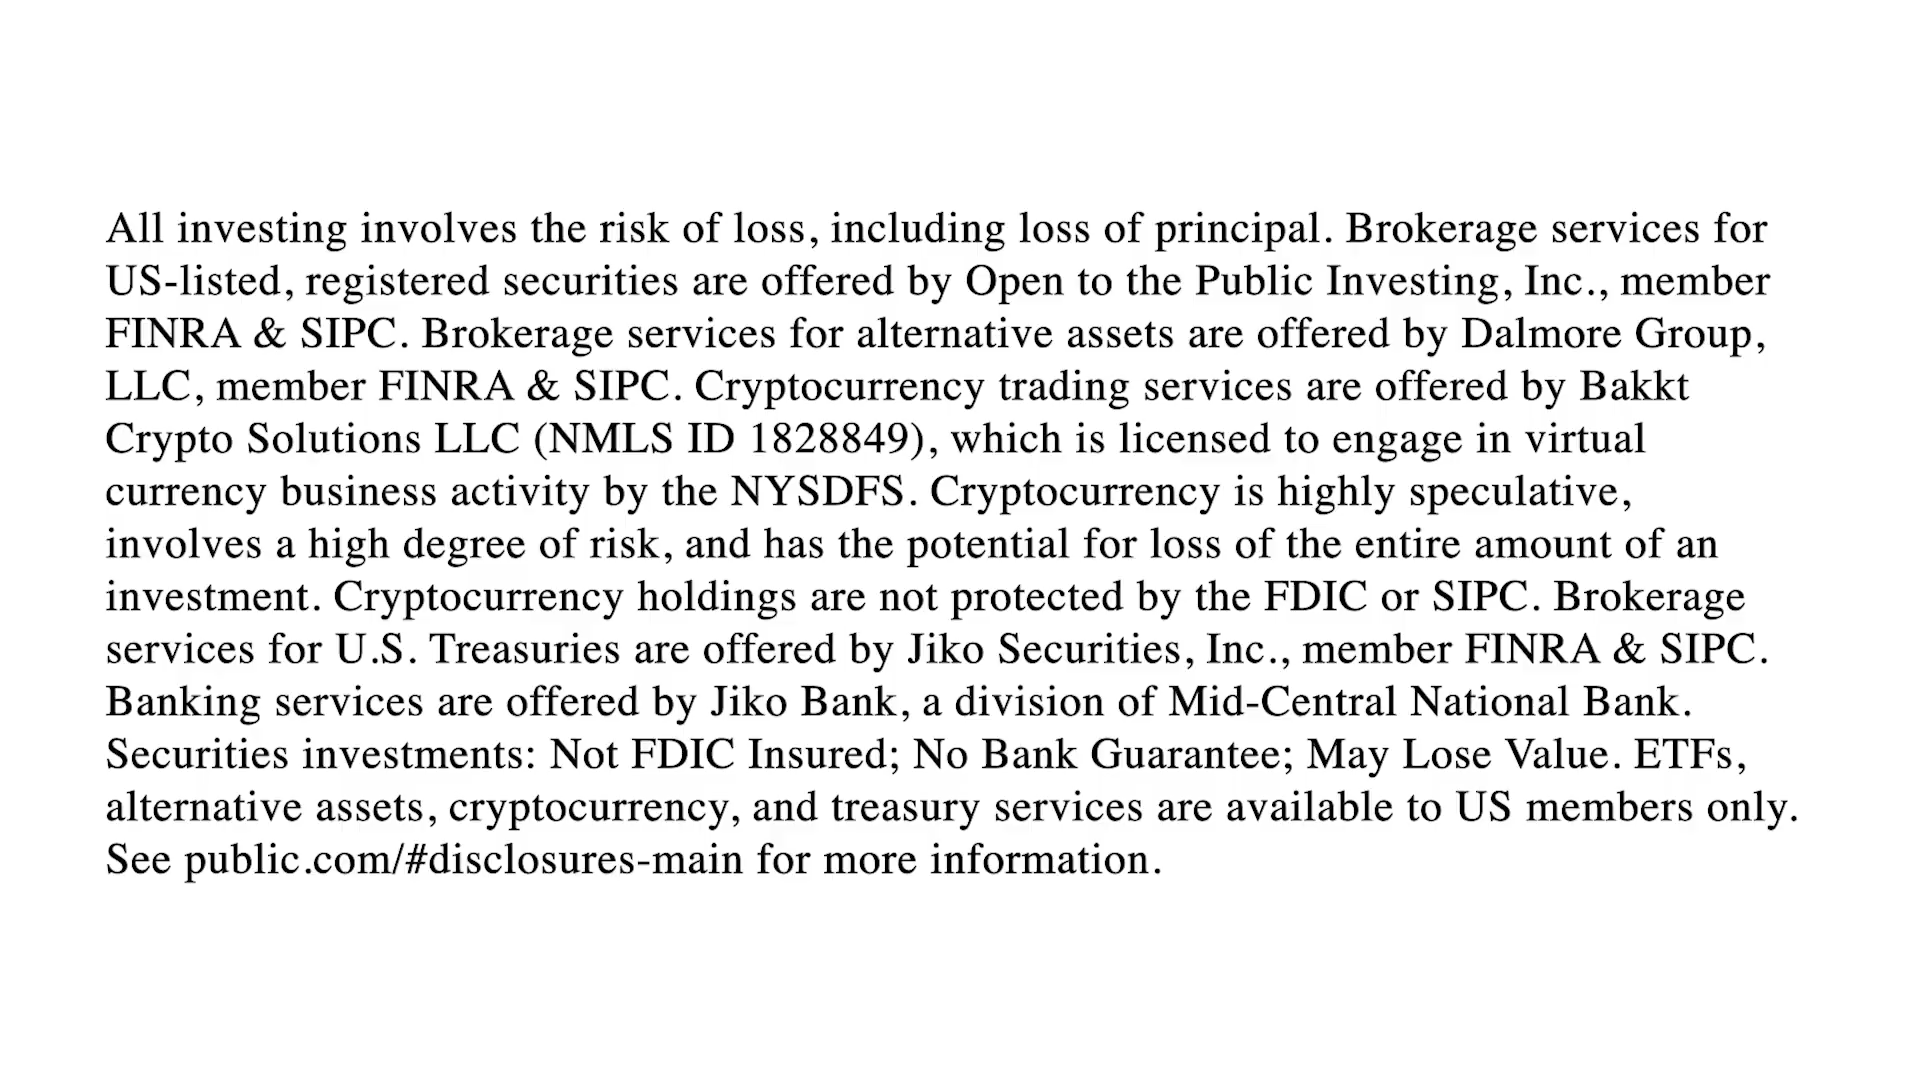 All investing involves the risk of loss, including loss of principal. Brokerage services for
US-listed, registered securities are offered by Open to the Public Investing, Inc., member
FINRA & SIPC. Brokerage services for alternative assets are offered by Dalmore Group,
LLC, member FINRA & SIPC. Cryptocurrency trading services are offered by Bakkt
Crypto Solutions LLC (NMLS ID 1828849), which is licensed to engage in virtual
currency business activity by the NYSDFS. Cryptocurrency is highly speculative,
involves a high degree of risk, and has the potential for loss of the entire amount of an
investment. Cryptocurrency holdings are not protected by the FDIC or SIPC. Brokerage
services for U.S. Treasuries are offered by Jiko Securities, Inc., member FINRA & SIPC.
Banking services are offered by Jiko Bank, a division of Mid-Central National Bank.
Securities investments: Not FDIC Insured; No Bank Guarantee; May Lose Value. ETFs,
alternative assets, cryptocurrency, and treasury services are available to US members only.
See public.com/#disclosures-main for more information.